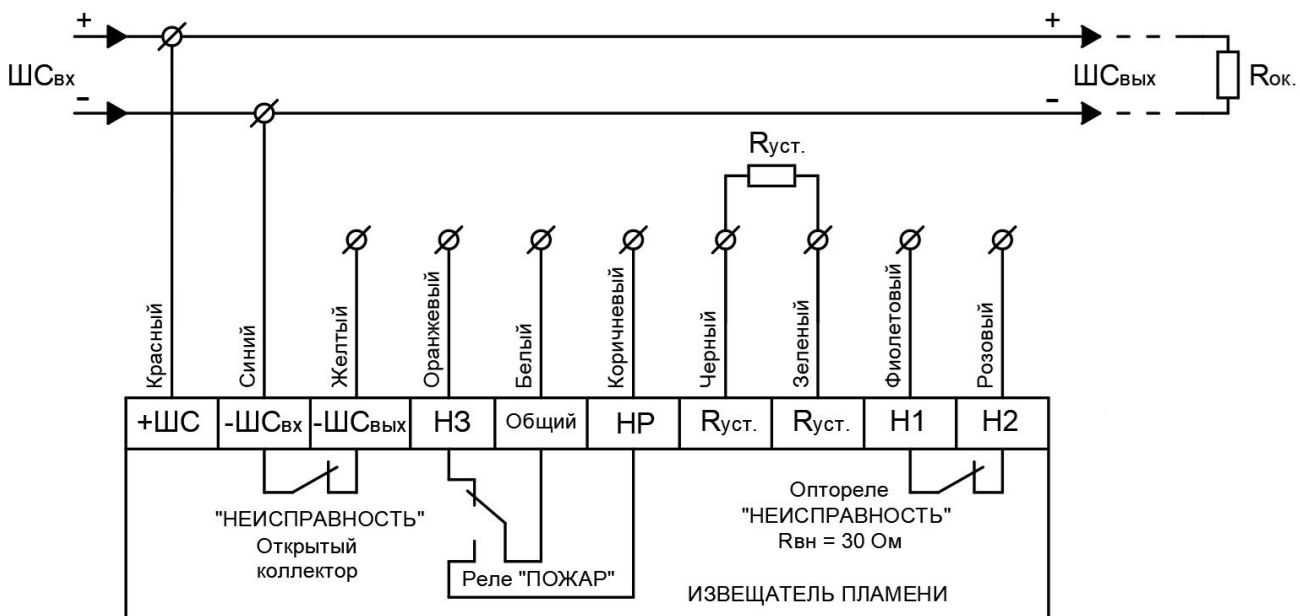 + +
ШСвх ШСвых Rок.
- -
Rуст.
Красный
Синий
Желтый
Оранжевый
Белый
Коричневый
Черный
Зеленый
Фиолетовый
Розовый
+ШС -ШСвх -ШСвых НЗ Общий НР Rуст. Rуст. Н1 Н2
"НЕИСПРАВНОСТЬ"
Открытый
коллектор
Реле "ПОЖАР"
Оптореле
"НЕИСПРАВНОСТЬ"
Rвн = 30 Ом
ИЗВЕЩАТЕЛЬ ПЛАМЕНИ